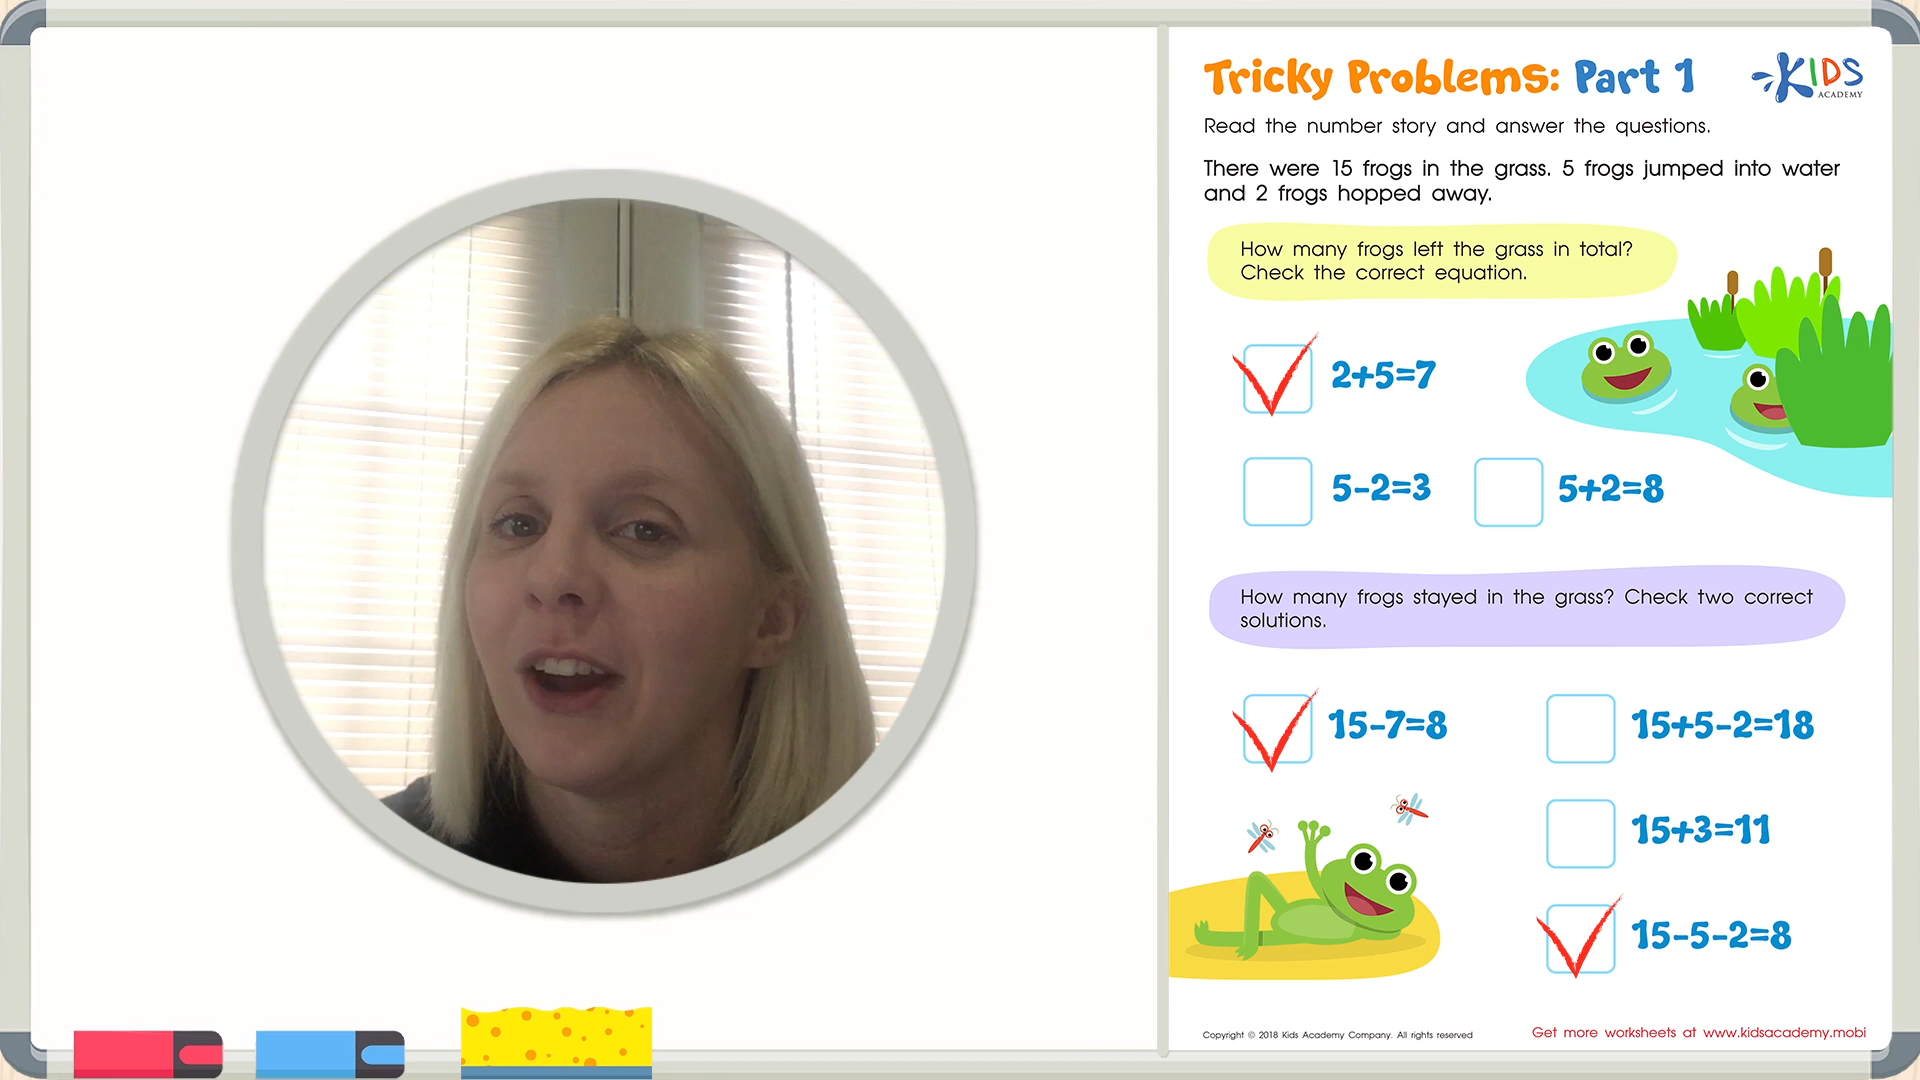 Tricky Problems: Part 1
KIDS
ACADEMY
Read the number story and answer the questions.
There were 15 frogs in the grass. 5 frogs jumped into water
and 2 frogs hopped away.
How many frogs left the grass in total?
Check the correct equation.
2+5=7
5-2=3
5+2=8
How many frogs stayed in the grass? Check two correct
solutions.
15-7=8
15+5-2=18
15+3=11
15-5-2=8
Copyright © 2018 Kids Academy Company. All rights reserved
Get more worksheets at www.kidsacademy.mobi